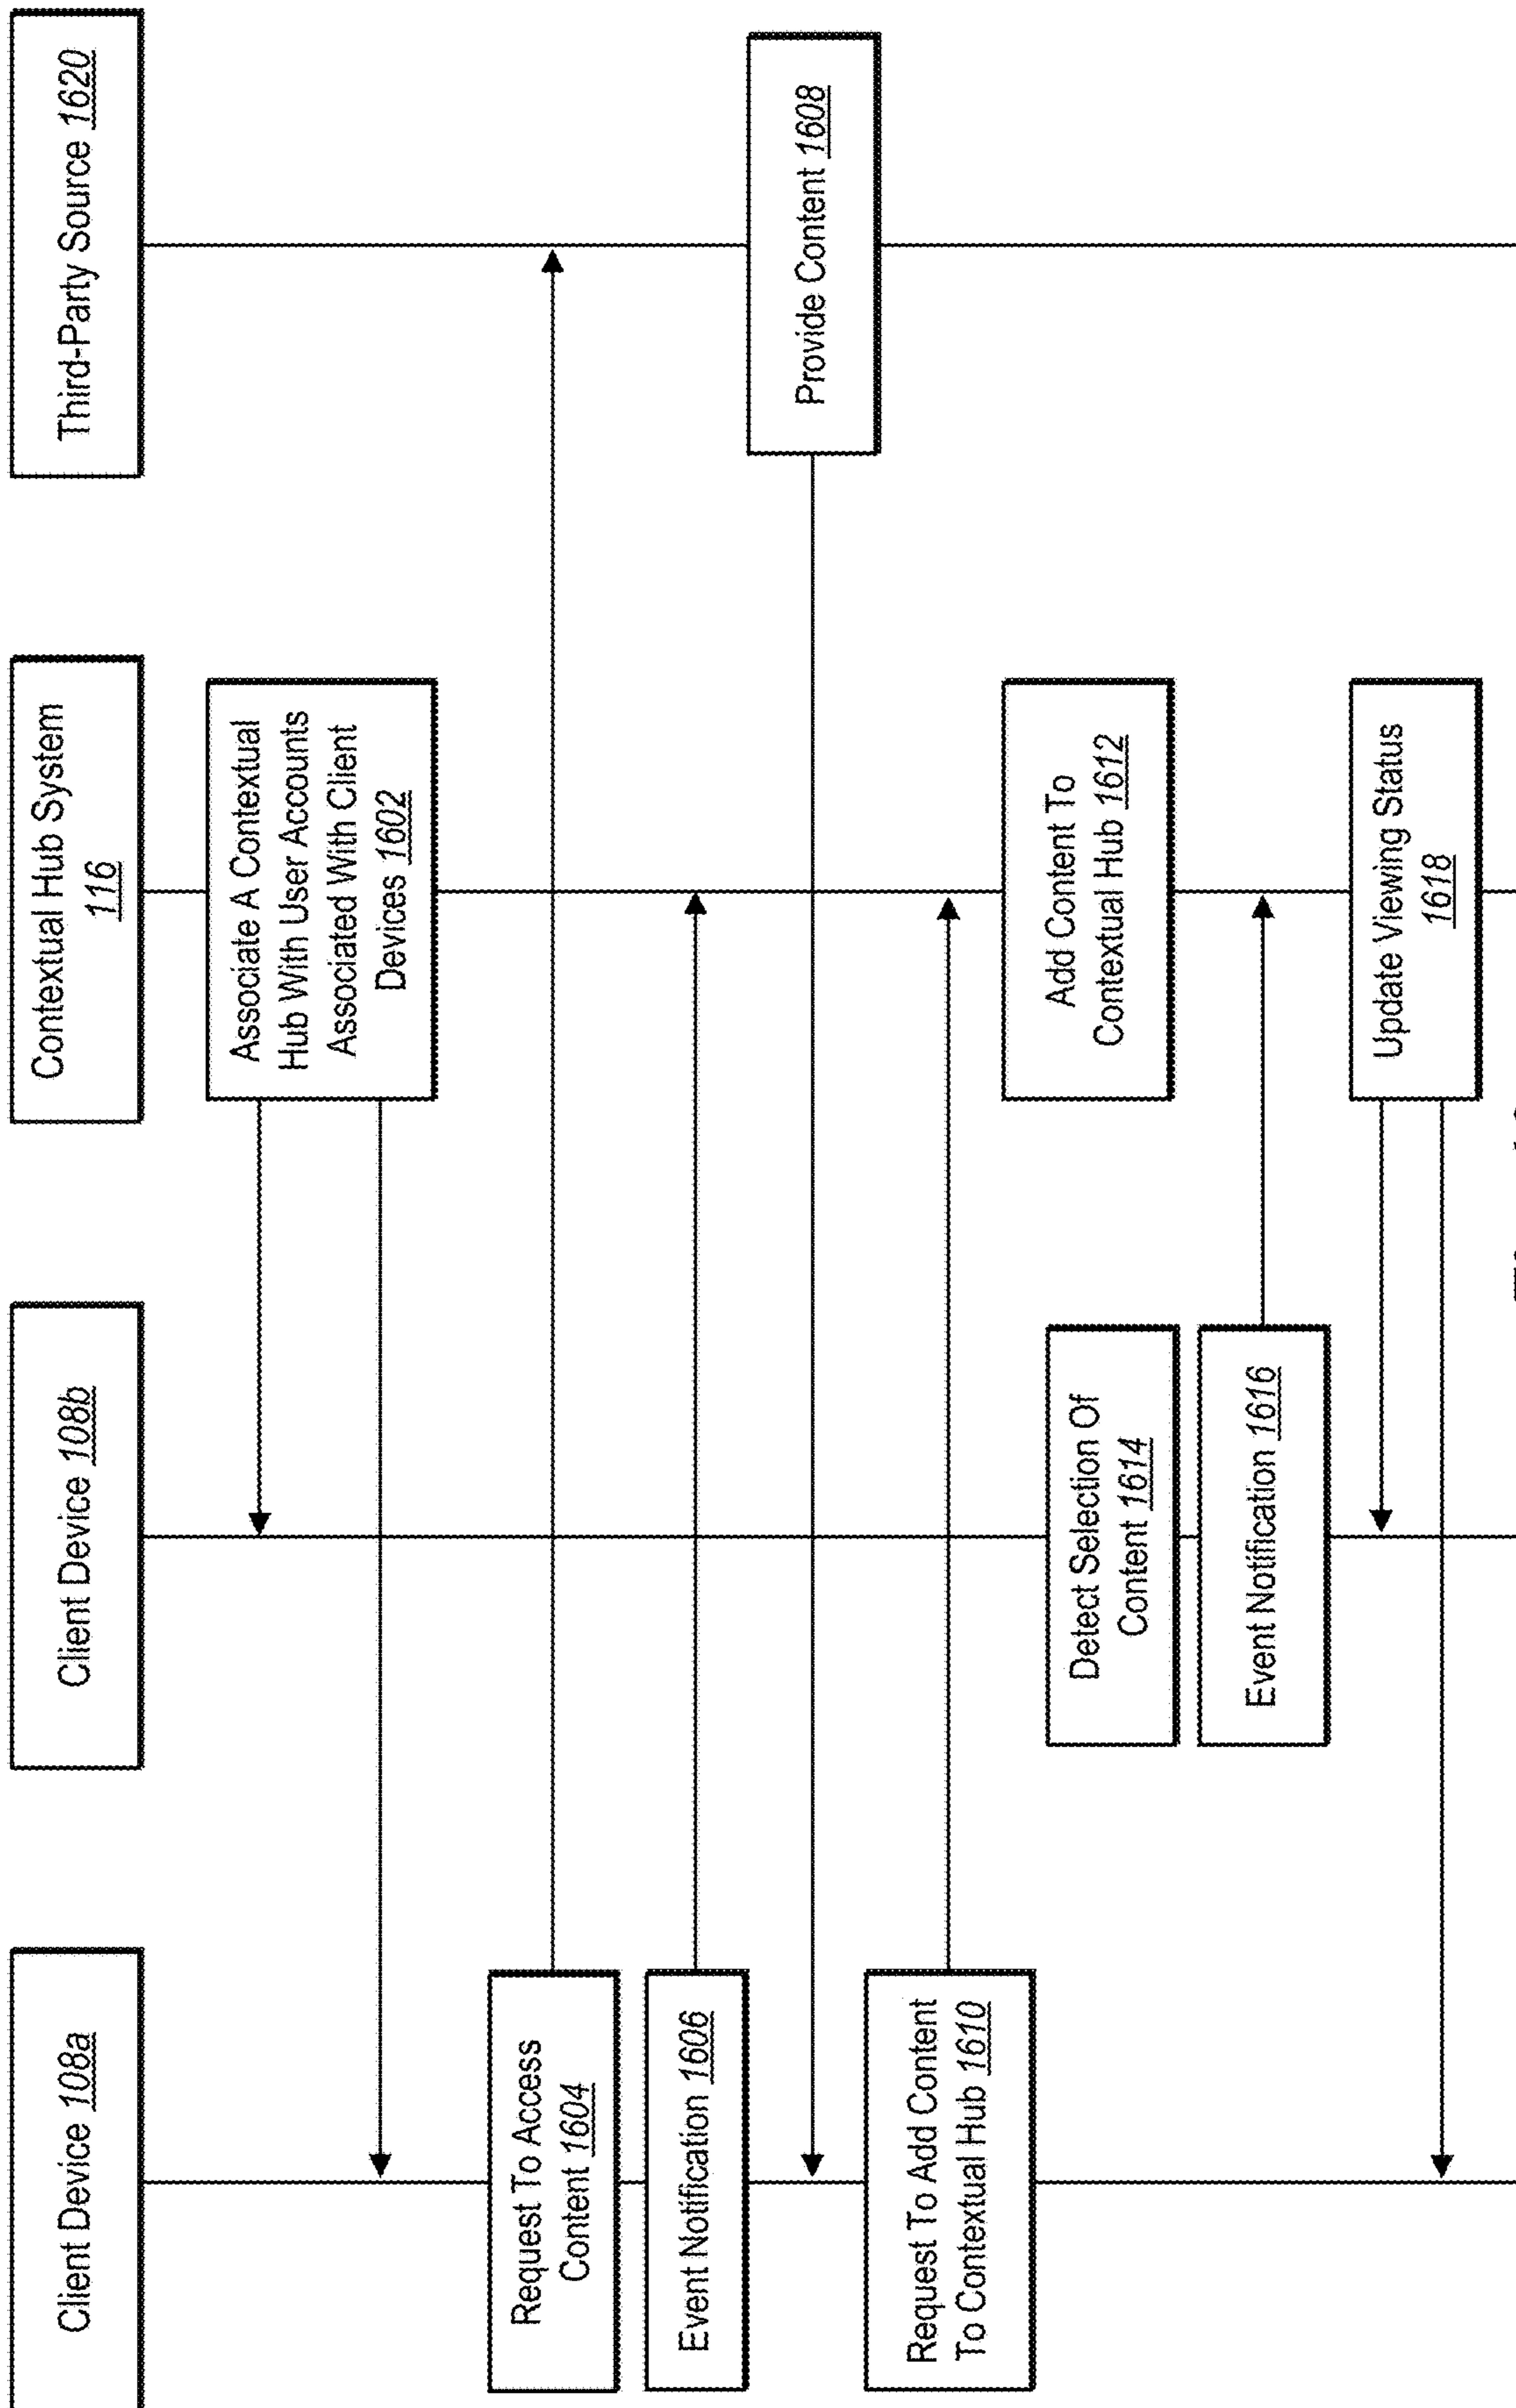 Client Device 108a
Client Device 108b
Contextual Hub System
116
Third-Party Source 1620
Associate A Contextual
Hub With User Accounts
Associated With Client
Devices 1602
Request To Access
Content 1604
Event Notification 1606
Provide Content 1608
Request To Add Content
To Contextual Hub 1610
Add Content To
Contextual Hub 1612
Detect Selection Of
Content 1614
Event Notification 1616
Update Viewing Status
1618